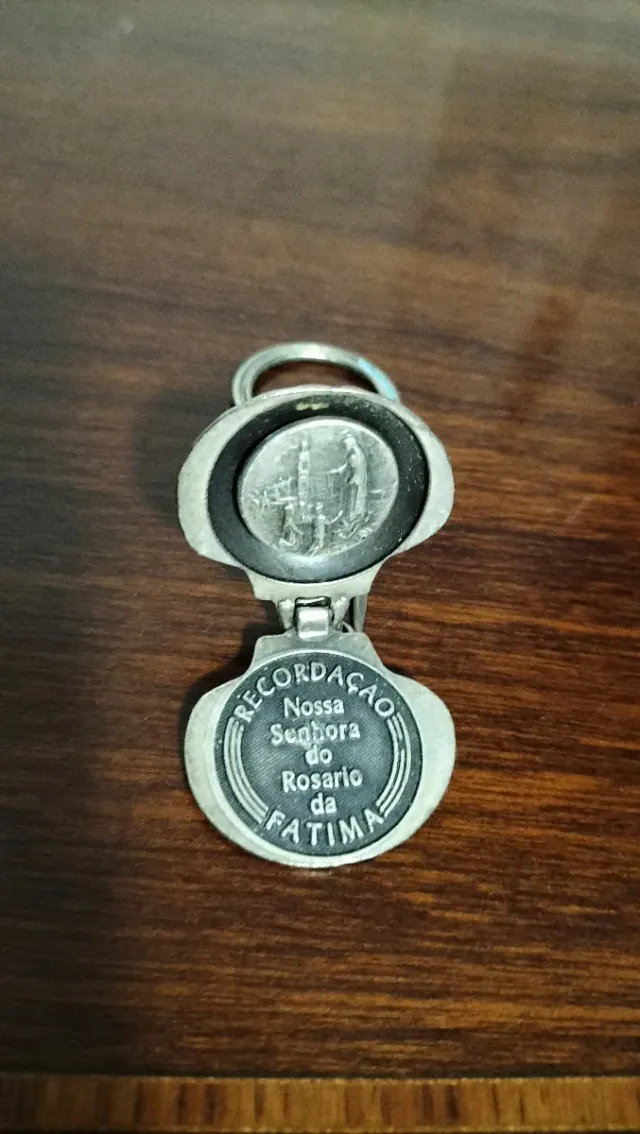 RECORDAÇAO
Nossa
Senhora
do
Rosario
da
FATIMA